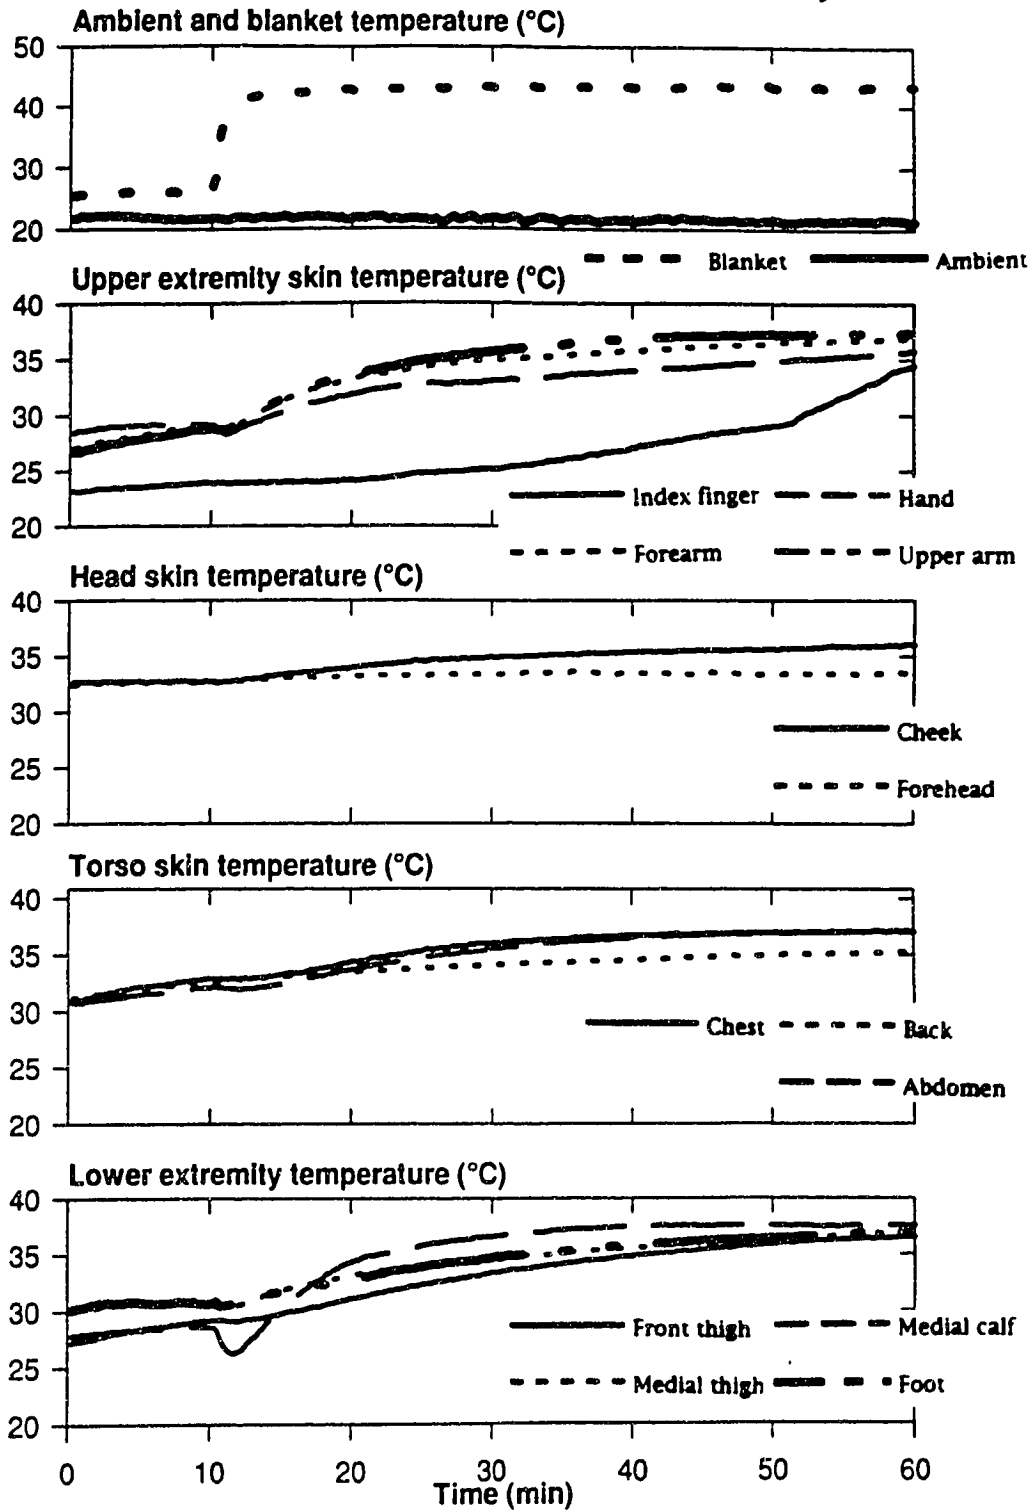 Ambient and blanket temperature (°C)
50
40
30
20
Blanket Ambient
Upper extremity skin temperature (°C)
40
35
30
25
20
Index finger Hand
Forearm Upper arm
Head skin temperature (°C)
40
35
30
25
20
Cheek
Forehead
Torso skin temperature (°C)
40
35
30
25
20
Chest Back
Abdomen
Lower extremity temperature (°C)
40
35
30
25
20
Front thigh Medial calf
Medial thigh Foot
0 10 20 30 40 50 60
Time (min)